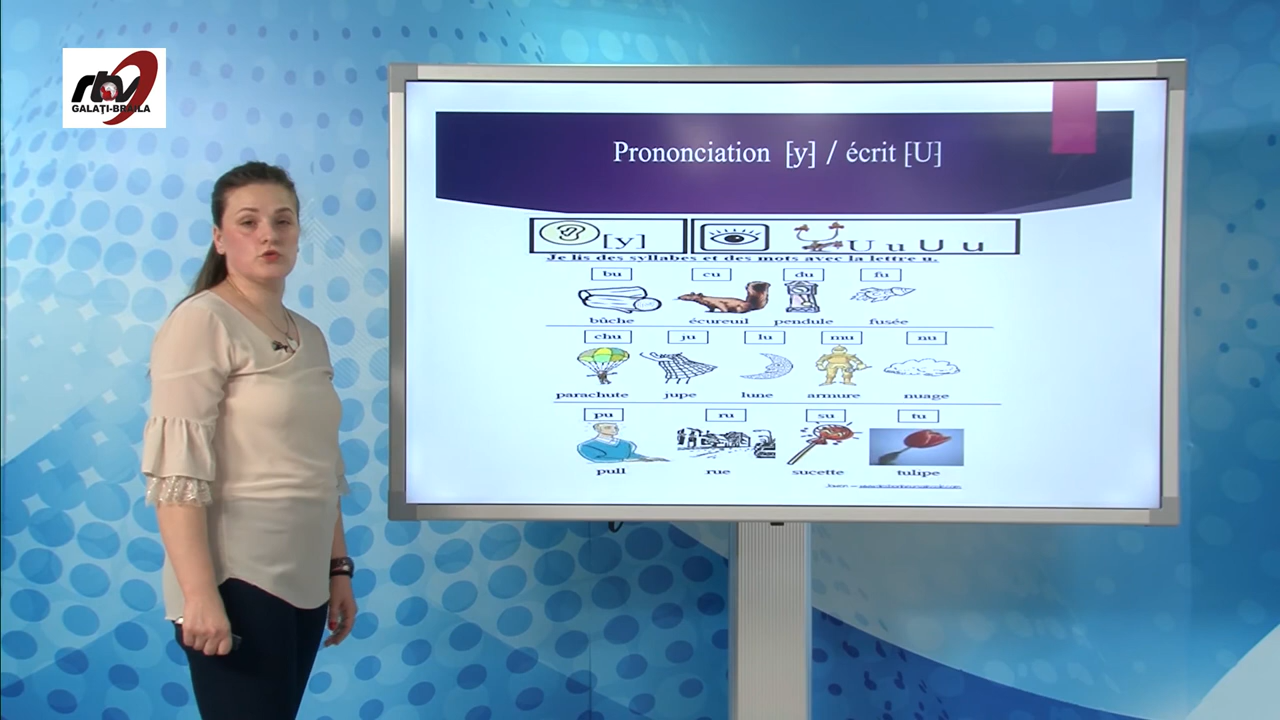 rtv
GALAŢI-BRĂILA
Prononciation [y] / écrit [U]
[y] U u U u
Je lis des syllabes et des mots avec la lettre u.
bu cu du fu
bûche écureuil pendule fusée
chu ju lu mu nu
parachute jupe lune armure nuage
pu ru su tu
pull rue sucette tulipe